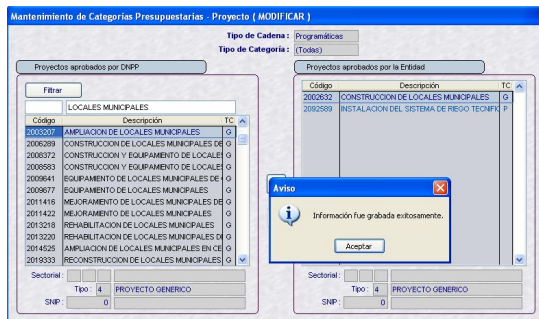 Mantenimiento de Categorías Presupuestarias - Proyecto ( MODIFICAR )
Tipo de Cadena : Programáticas
Tipo de Categoría : (Todas)
Proyectos aprobados por DNPP
Filtrar
LOCALES MUNICIPALES
Código Descripción TC
2003207 AMPLIACION DE LOCALES MUNICIPALES G
2006289 CONSTRUCCION DE LOCALES MUNICIPALES DE G
2008372 CONSTRUCCION Y EQUIPAMIENTO DE LOCALES G
2008583 CONSTRUCCION Y EQUIPAMIENTO DE LOCALES G
2009641 EQUIPAMIENTO DE LOCALES MUNICIPALES DE G
2009677 EQUIPAMIENTO DE LOCALES MUNICIPALES G
2011416 MEJORAMIENTO DE LOCALES MUNICIPALES DE G
2011422 MEJORAMIENTO DE LOCALES MUNICIPALES G
2013218 REHABILITACION DE LOCALES MUNICIPALES G
2013220 REHABILITACION DE LOCALES MUNICIPALES DE G
2014525 AMPLIACION DE LOCALES MUNICIPALES EN CE G
2019333 RECONSTRUCCION DE LOCALES MUNICIPALES G
Sectorial :
Tipo : 4 PROYECTO GENERICO
SNIP : 0
Proyectos aprobados por la Entidad
Código Descripción TC
2002632 CONSTRUCCION DE LOCALES MUNICIPALES G
2092589 INSTALACION DEL SISTEMA DE RIEGO TECNIFIC P
Sectorial :
Tipo : 4 PROYECTO GENERICO
SNIP : 0
Aviso
Información fue grabada exitosamente.
Aceptar